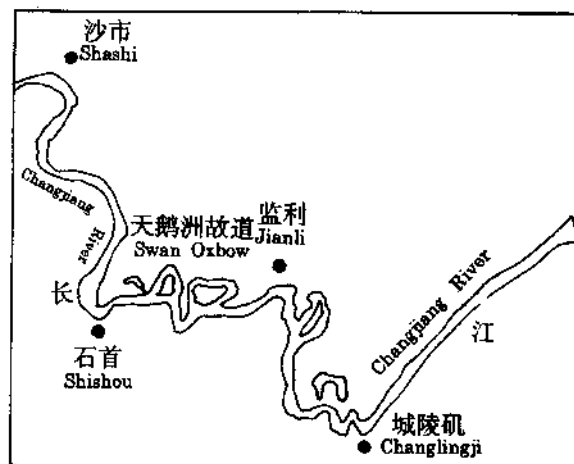 沙市
Shashi
Changjiang
River
天鹅洲故道
Swan Oxbow
监利
Jianli
长
石首
Shishou
Changjiang River
江
城陵矶
Changlingji